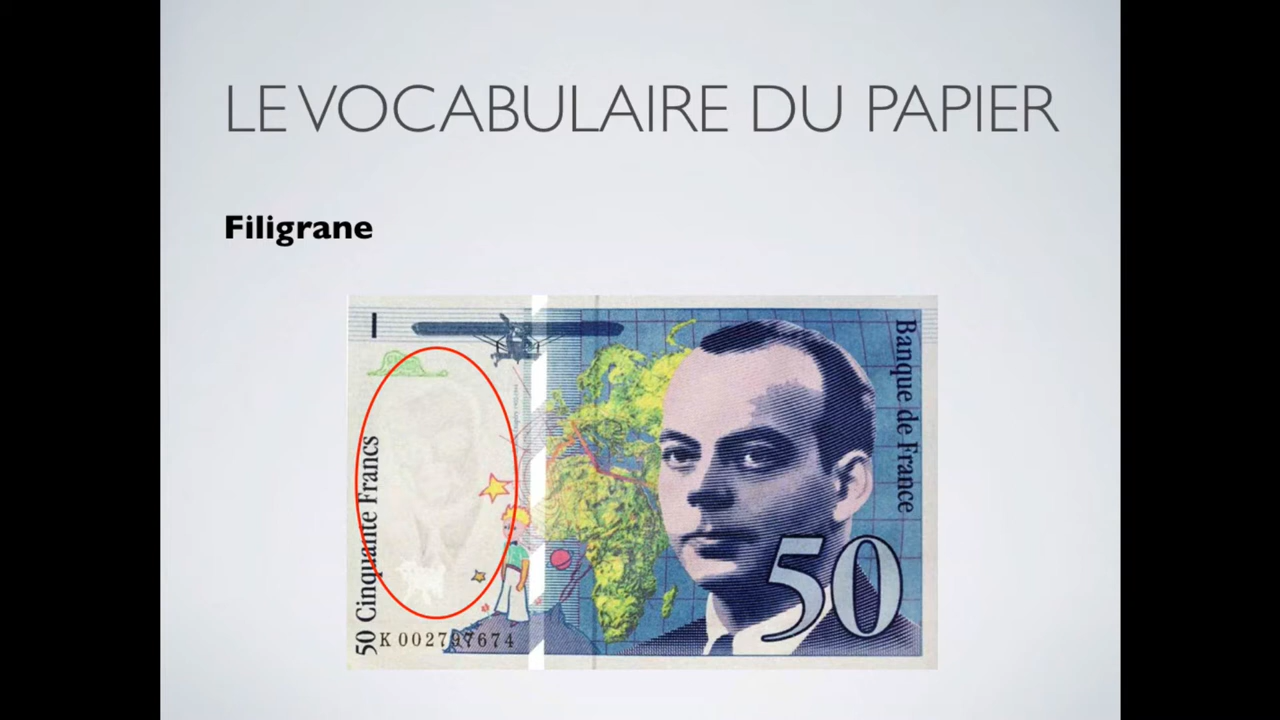 LE VOCABULAIRE DU PAPIER
Filigrane
Banque de France
50 Cinquante Francs
50
K 002797674